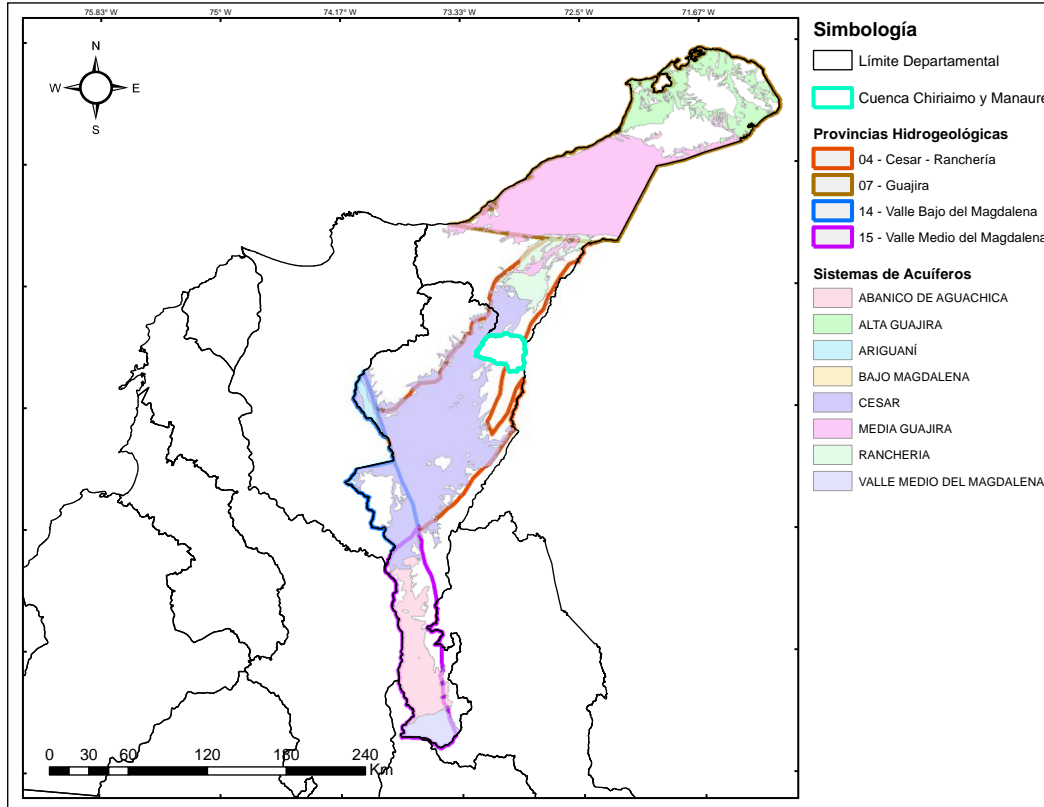 75.83°W 75°W 74.17°W 73.33°W 72.5°W 71.67°W
N
W E
S
0 30 60 120 180 240
Km
Simbología
Límite Departamental
Cuenca Chiriaimo y Manaure
Provincias Hidrogeológicas
04 - Cesar - Ranchería
07 - Guajira
14 - Valle Bajo del Magdalena
15 - Valle Medio del Magdalena
Sistemas de Acuíferos
ABANICO DE AGUACHICA
ALTA GUAJIRA
ARIGUANÍ
BAJO MAGDALENA
CESAR
MEDIA GUAJIRA
RANCHERIA
VALLE MEDIO DEL MAGDALENA